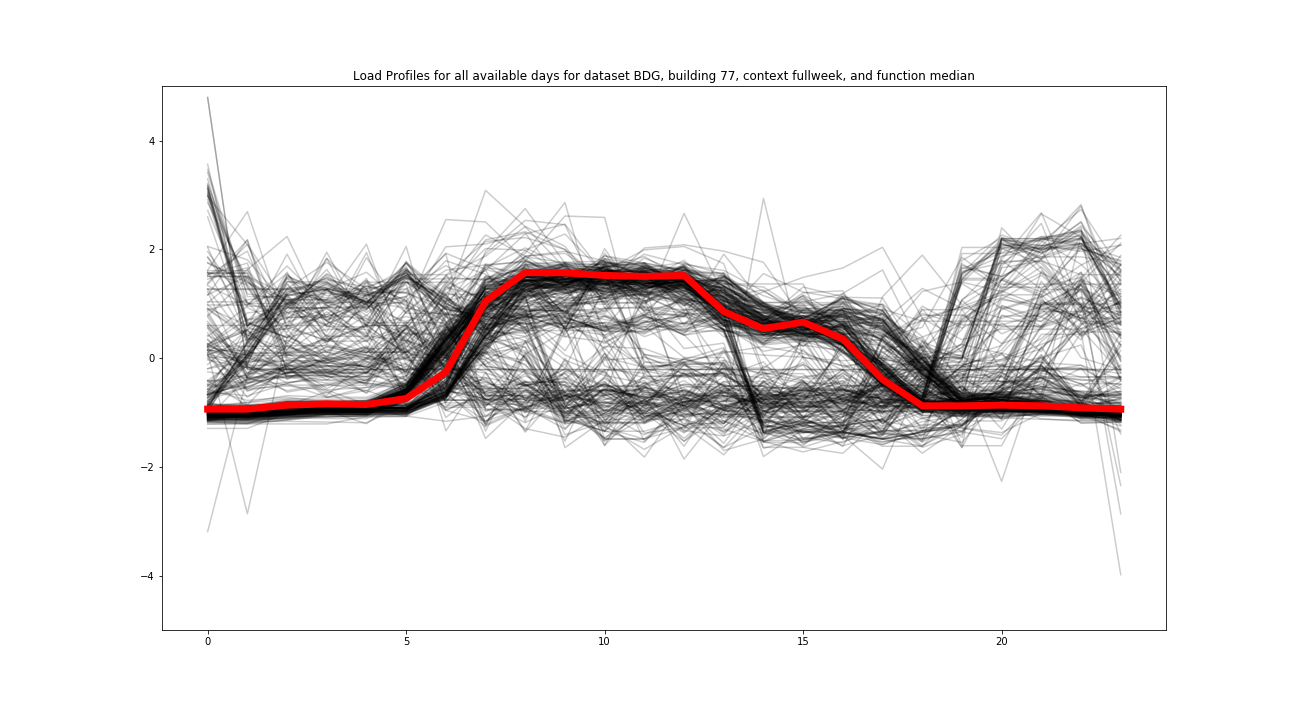 Load Profiles for all available days for dataset BDG, building 77, context fullweek, and function median
4
2
0
−2
−4
0 5 10 15 20